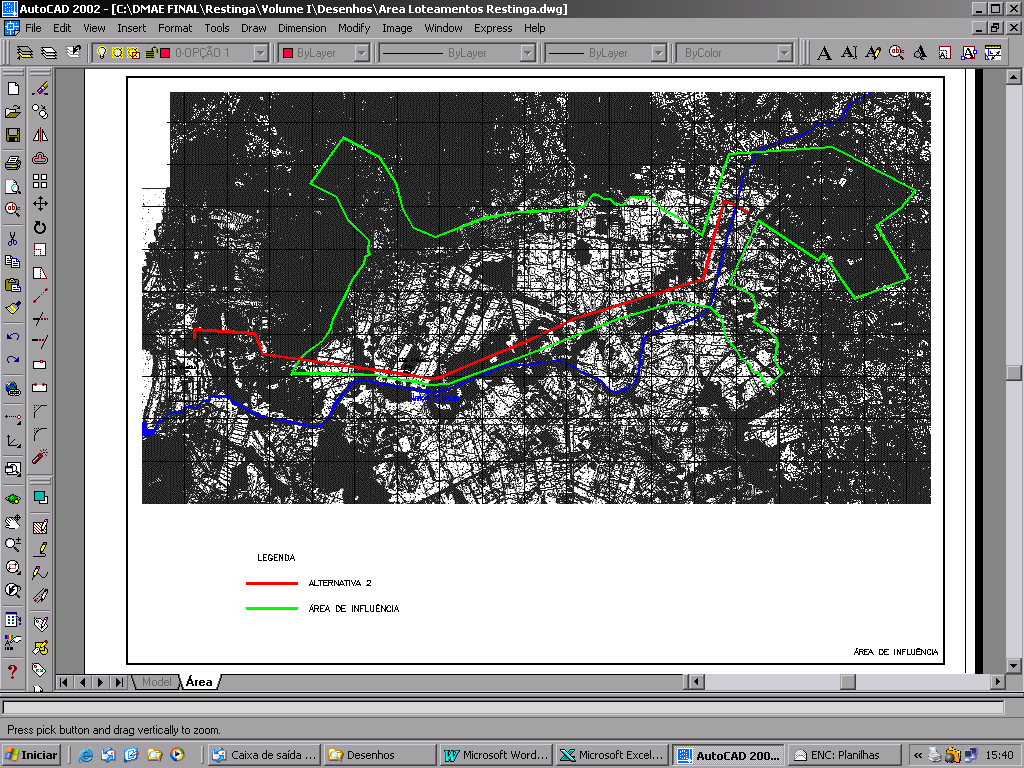 AutoCAD 2002 - [C:\DMAE FINAL\Restinga\Volume I\Desenhos\Area Loteamentos Restinga.dwg]
File Edit View Insert Format Tools Draw Dimension Modify Image Window Express Help
0-OPÇÃO 1 ByLayer ByLayer ByLayer ByColor
LEGENDA
ALTERNATIVA 2
ÁREA DE INFLUÊNCIA
ÁREA DE INFLUÊNCIA
Model Área
Press pick button and drag vertically to zoom.
Iniciar Caixa de saída ... Desenhos Microsoft Word... Microsoft Excel... AutoCAD 200... ENC: Planilhas « 15:40